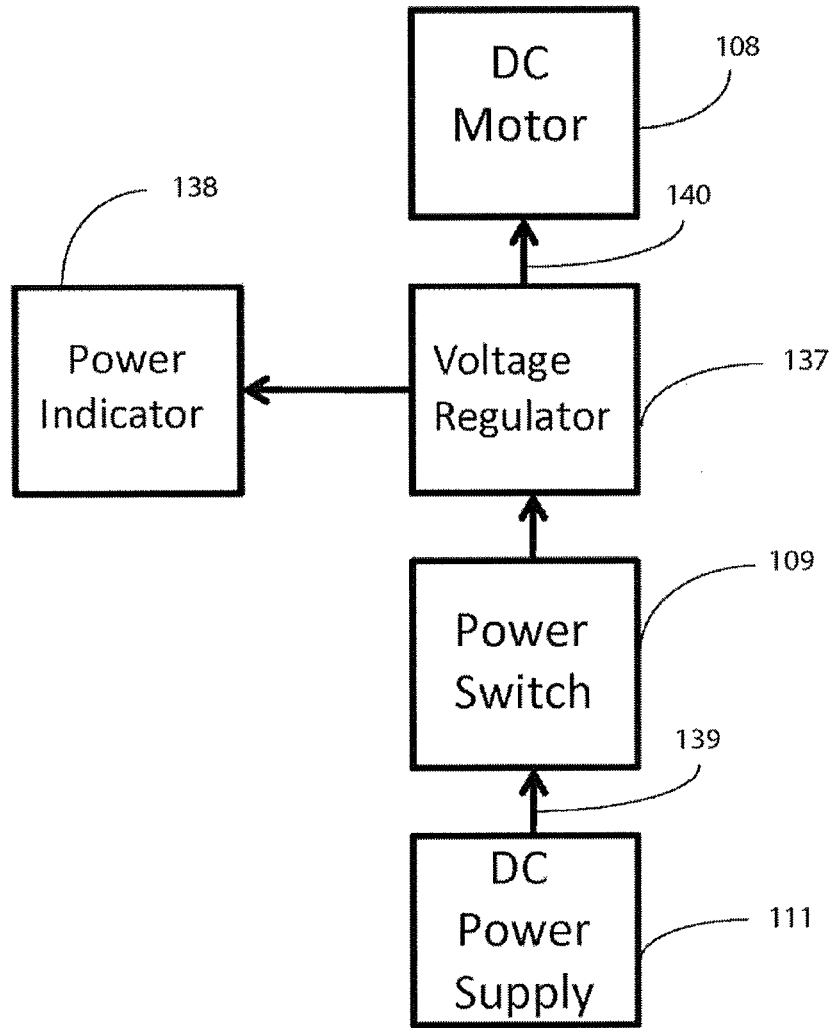 DC
Motor
108
140
138
Power
Indicator
Voltage
Regulator
137
109
Power
Switch
139
DC
Power
Supply
111